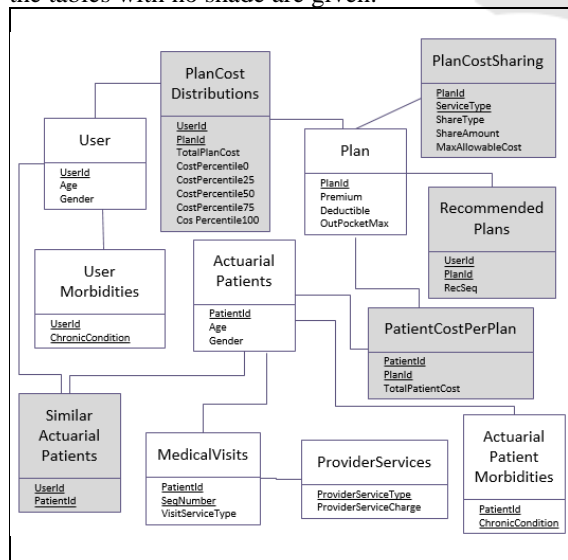 the tables with no shade are given.
PlanCost
Distributions
UserId
PlanId
TotalPlanCost
CostPercentile0
CostPercentile25
CostPercentile50
CostPercentile75
Cos Percentile100
PlanCostSharing
PlanId
ServiceType
ShareType
ShareAmount
MaxAllowableCost
User
UserId
Age
Gender
Plan
PlanId
Premium
Deductible
OutPocketMax
Recommended
Plans
UserId
PlanId
RecSeq
User
Morbidities
UserId
ChronicCondition
Actuarial
Patients
PatientId
Age
Gender
PatientCostPerPlan
PatientId
PlanId
TotalPatientCost
Similar
Actuarial
Patients
UserId
PatientId
MedicalVisits
PatientId
SeqNumber
VisitServiceType
ProviderServices
ProviderServiceType
ProviderServiceCharge
Actuarial
Patient
Morbidities
PatientId
ChronicCondition